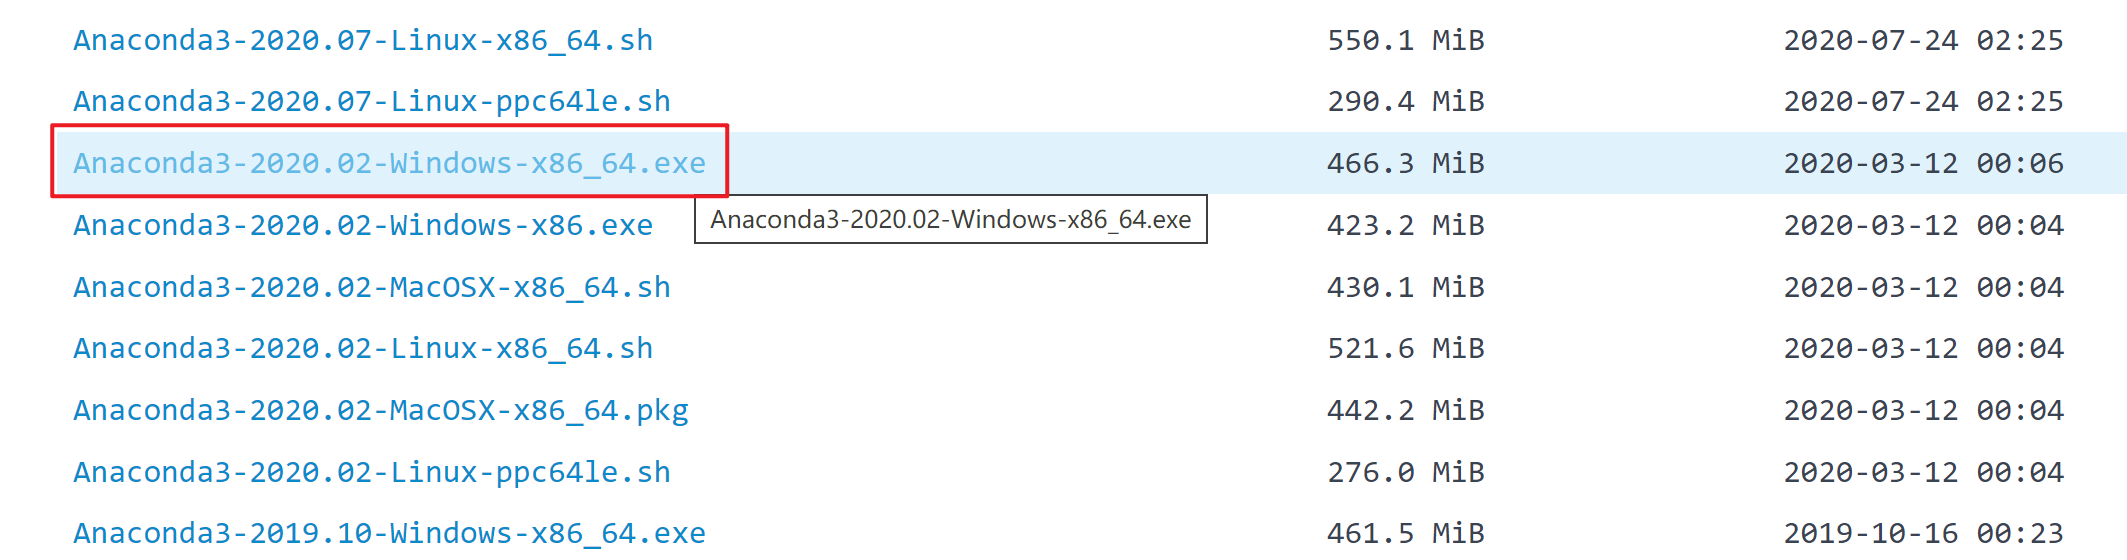 Anaconda3-2020.07-Linux-x86_64.sh 550.1 MiB 2020-07-24 02:25
Anaconda3-2020.07-Linux-ppc64le.sh 290.4 MiB 2020-07-24 02:25
Anaconda3-2020.02-Windows-x86_64.exe 466.3 MiB 2020-03-12 00:06
Anaconda3-2020.02-Windows-x86.exe 423.2 MiB 2020-03-12 00:04
Anaconda3-2020.02-Windows-x86_64.exe
Anaconda3-2020.02-MacOSX-x86_64.sh 430.1 MiB 2020-03-12 00:04
Anaconda3-2020.02-Linux-x86_64.sh 521.6 MiB 2020-03-12 00:04
Anaconda3-2020.02-MacOSX-x86_64.pkg 442.2 MiB 2020-03-12 00:04
Anaconda3-2020.02-Linux-ppc64le.sh 276.0 MiB 2020-03-12 00:04
Anaconda3-2019.10-Windows-x86_64.exe 461.5 MiB 2019-10-16 00:23